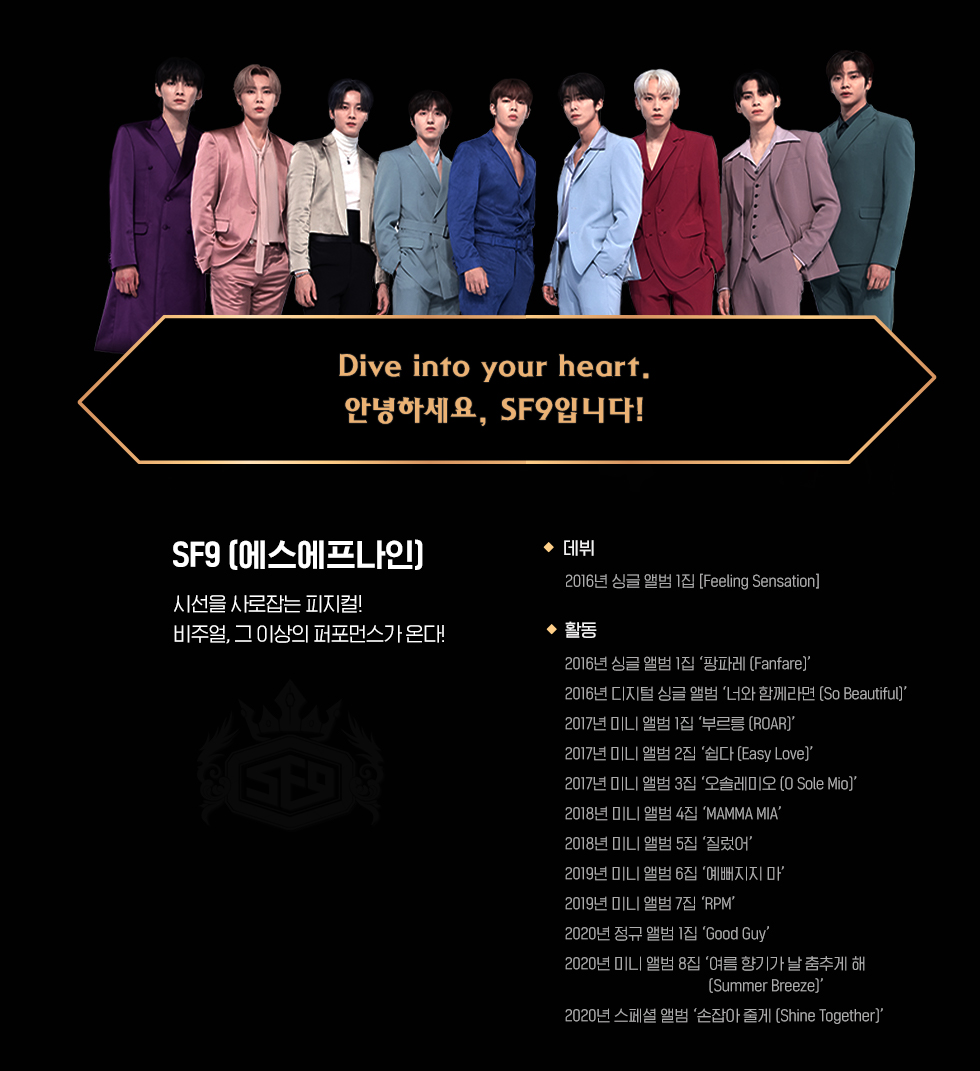 Dive into your heart.
안녕하세요, SF9입니다!
SF9 (에스에프나인)
시선을 사로잡는 피지컬!
비주얼, 그 이상의 퍼포먼스가 온다!
SF9
◆ 데뷔
2016년 싱글 앨범 1집 [Feeling Sensation]
◆ 활동
2016년 싱글 앨범 1집 ‘팡파레 (Fanfare)’
2016년 디지털 싱글 앨범 ‘너와 함께라면 (So Beautiful)’
2017년 미니 앨범 1집 ‘부르릉 (ROAR)’
2017년 미니 앨범 2집 ‘쉽다 (Easy Love)’
2017년 미니 앨범 3집 ‘오솔레미오 (O Sole Mio)’
2018년 미니 앨범 4집 ‘MAMMA MIA’
2018년 미니 앨범 5집 ‘질렀어’
2019년 미니 앨범 6집 ‘예뻐지지 마’
2019년 미니 앨범 7집 ‘RPM’
2020년 정규 앨범 1집 ‘Good Guy’
2020년 미니 앨범 8집 ‘여름 향기가 날 춤추게 해
(Summer Breeze)’
2020년 스페셜 앨범 ‘손잡아 줄게 (Shine Together)’